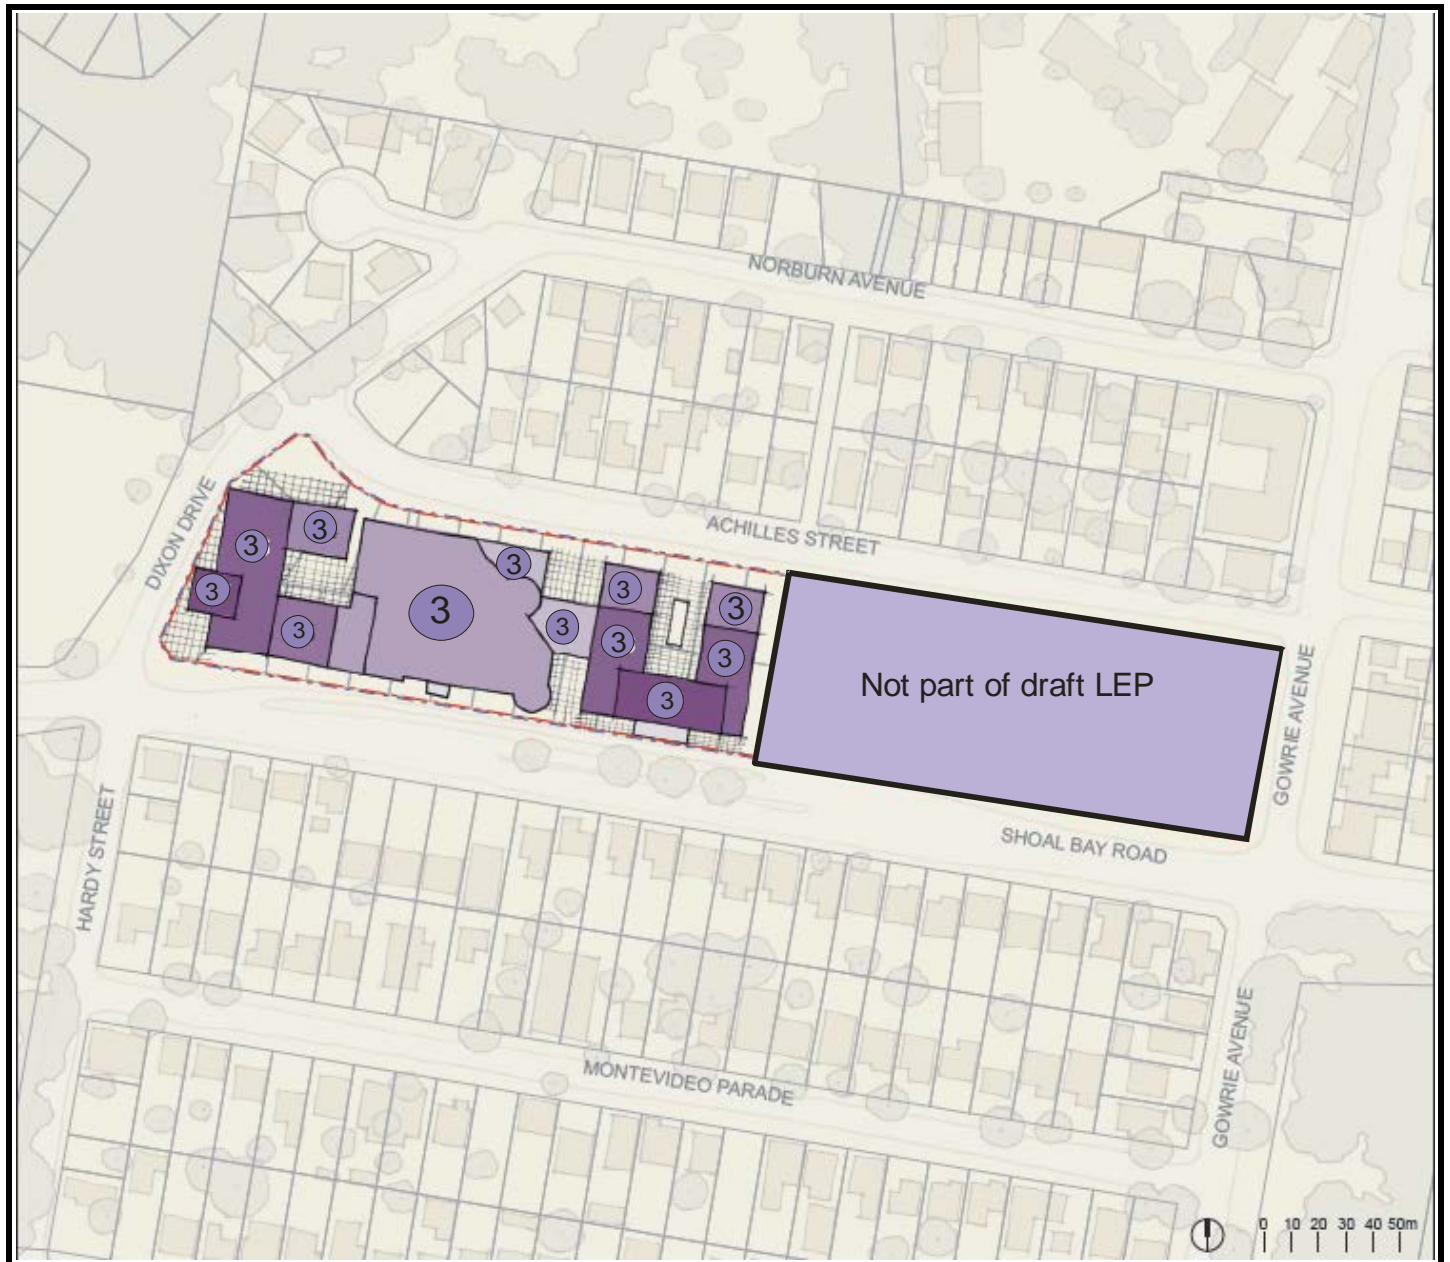 NORBURN AVENUE
DIXON DRIVE
ACHILLES STREET
3
3
3
3
3
3
3
3
3
3
3
3
Not part of draft LEP
GOWRIE AVENUE
SHOAL BAY ROAD
HARDY STREET
MONTEVIDEO PARADE
GOWRIE AVENUE
0 10 20 30 40 50m